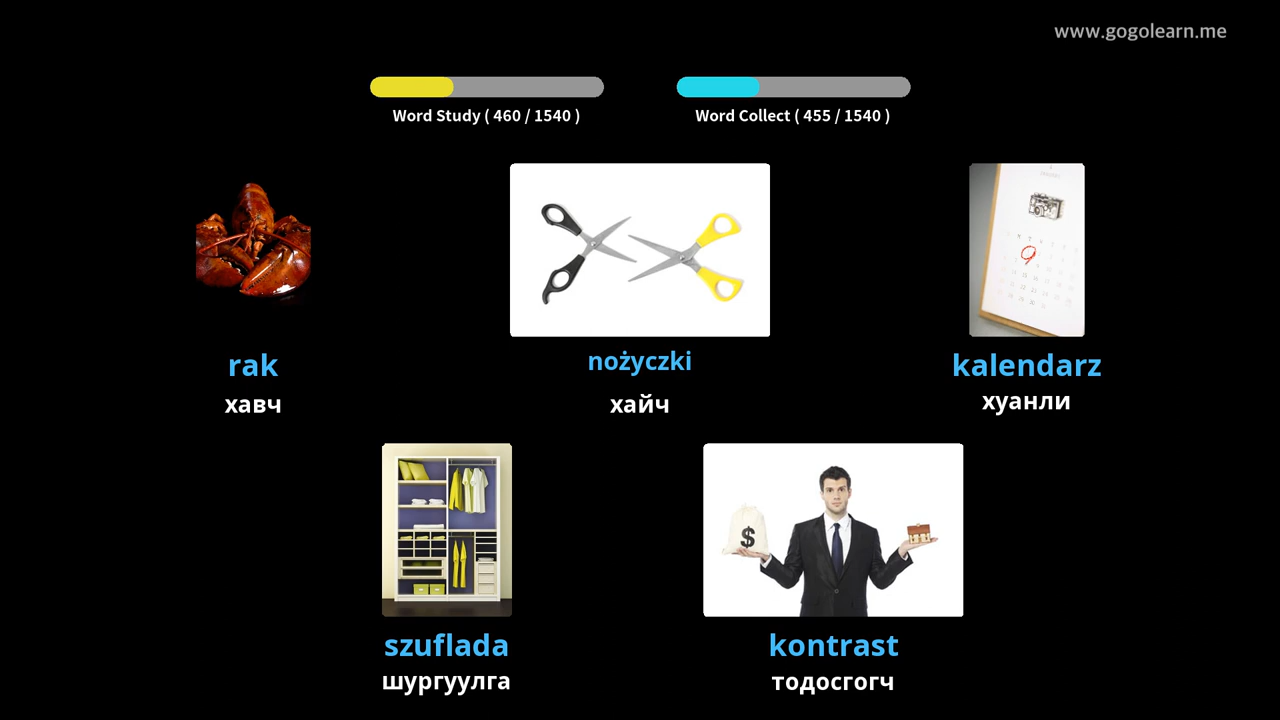 www.gogolearn.me
Word Study ( 460 / 1540 )
Word Collect ( 455 / 1540 )
rak
хавч
nożyczki
хайч
kalendarz
хуанли
$
szuflada
шургуулга
kontrast
тодосгогч